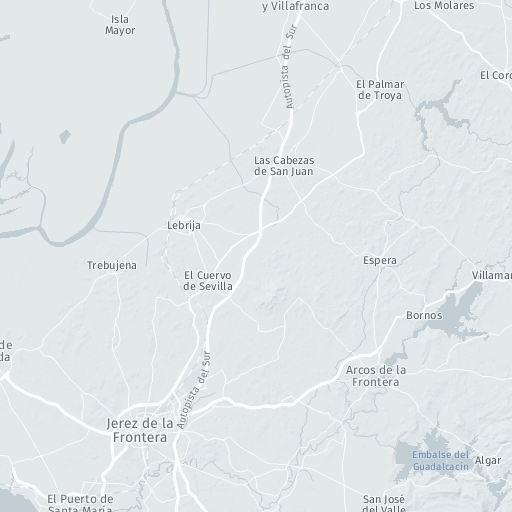 Isla
Mayor
y Villafranca
Los Molares
Autopista del Sur
El Palmar
de Troya
Las Cabezas
de San Juan
Lebrija
Trebujena
El Cuervo
de Sevilla
Espera
Bornos
Autopista del Sur
Arcos de la
Frontera
Jerez de la
Frontera
Embalse del
Guadalcacín
Algar
El Puerto de
Santa María
San José
del Valle
de